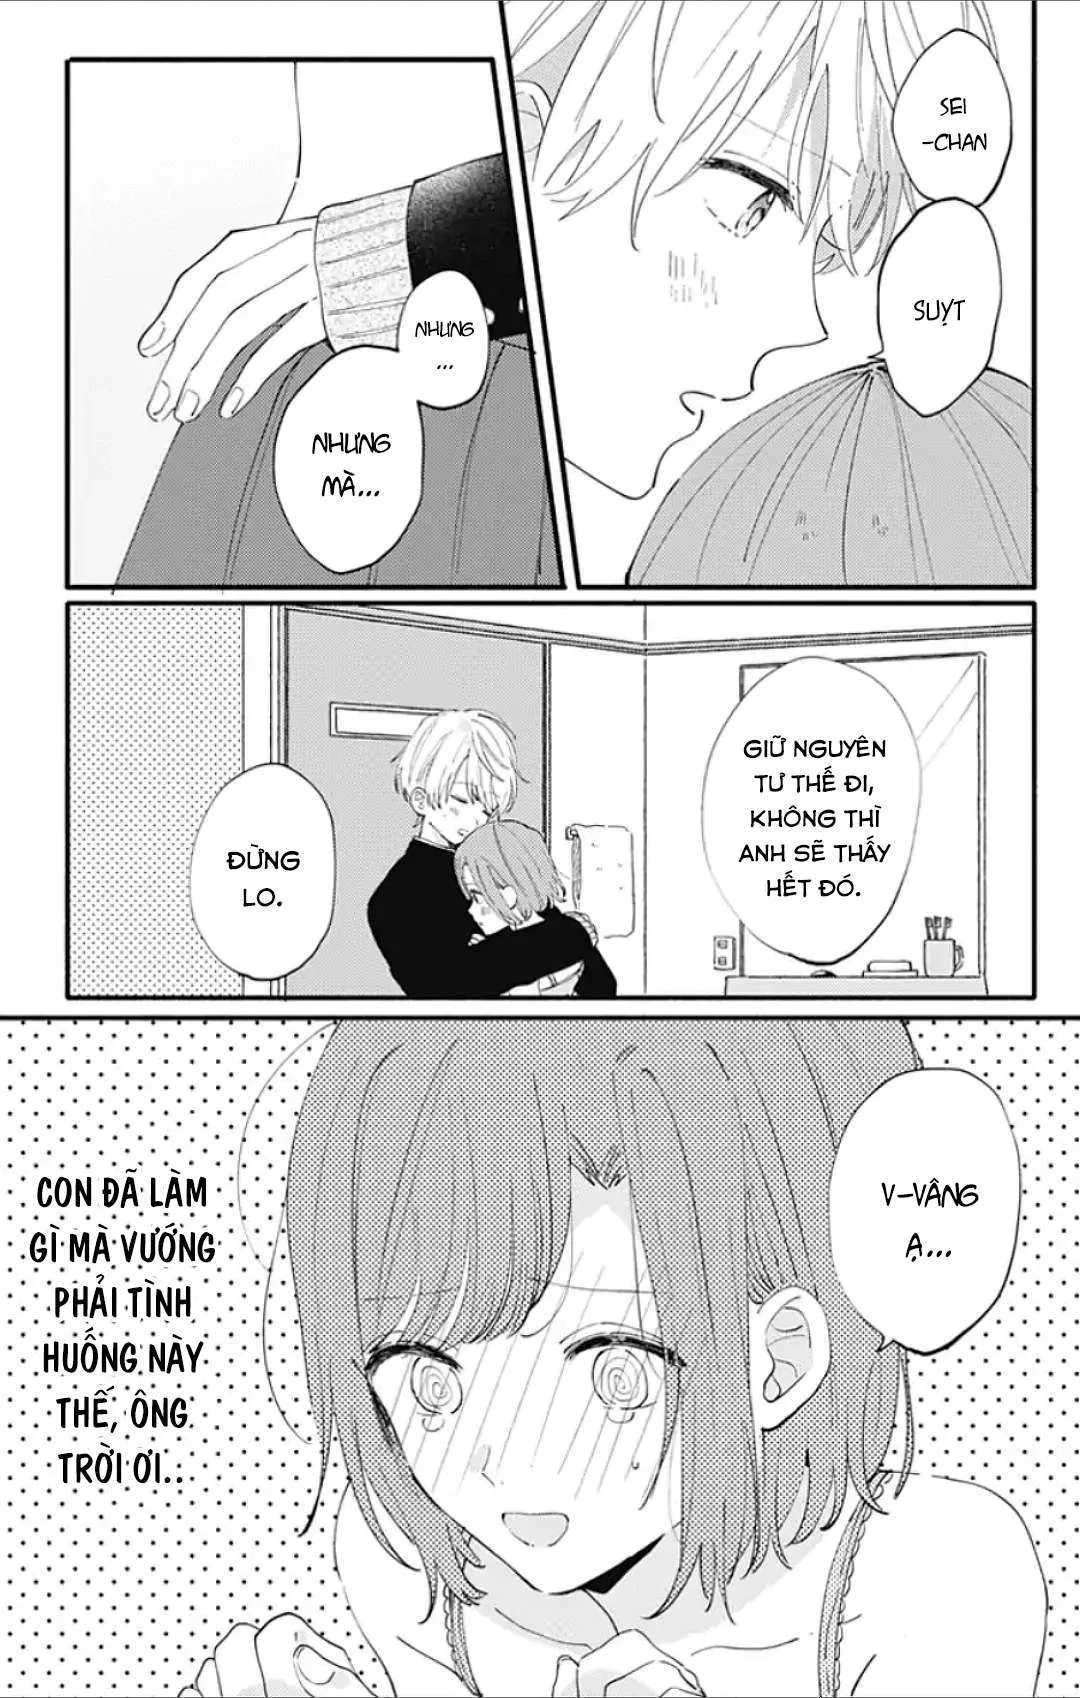 SEI
-CHAN
SUỴT
NHƯNG
...
NHƯNG
MÀ...
GIỮ NGUYÊN
TƯ THẾ ĐI,
KHÔNG THÌ
ANH SẼ THẤY
HẾT ĐÓ.
ĐỪNG
LO.
V-VÂNG
Ạ...
CON ĐÃ LÀM
GÌ MÀ VƯỚNG
PHẢI TÌNH
HUỐNG NÀY
THẾ, ÔNG
TRỜI ƠI..